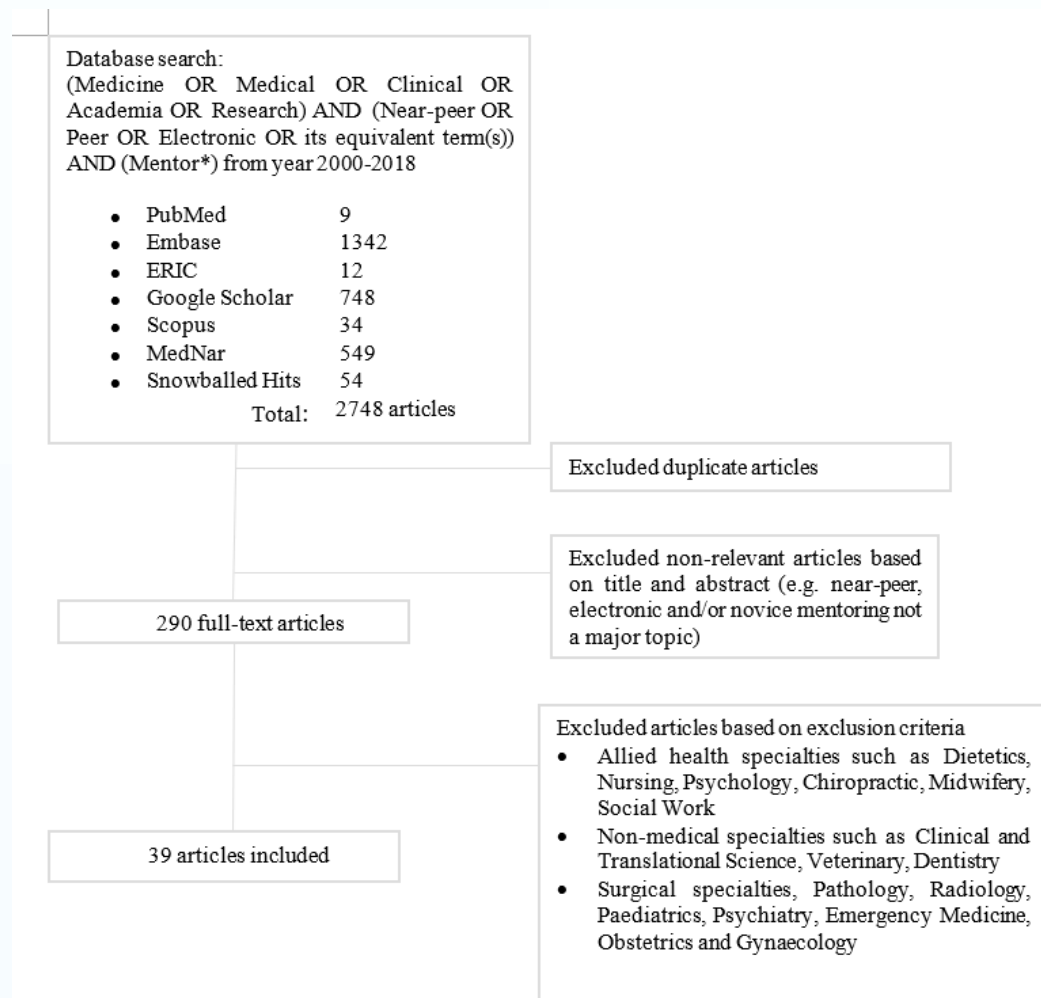 Database search:
(Medicine OR Medical OR Clinical OR
Academia OR Research) AND (Near-peer OR
Peer OR Electronic OR its equivalent term(s))
AND (Mentor*) from year 2000-2018
● PubMed 9
● Embase 1342
● ERIC 12
● Google Scholar 748
● Scopus 34
● MedNar 549
● Snowballed Hits 54
Total: 2748 articles
Excluded duplicate articles
Excluded non-relevant articles based
on title and abstract (e.g. near-peer,
electronic and/or novice mentoring not
a major topic)
290 full-text articles
Excluded articles based on exclusion criteria
● Allied health specialties such as Dietetics,
Nursing, Psychology, Chiropractic, Midwifery,
Social Work
● Non-medical specialties such as Clinical and
Translational Science, Veterinary, Dentistry
● Surgical specialties, Pathology, Radiology,
Paediatrics, Psychiatry, Emergency Medicine,
Obstetrics and Gynaecology
39 articles included